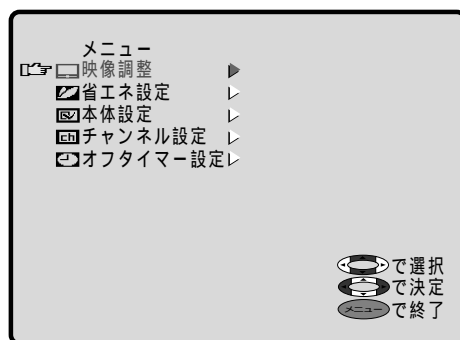 メニュー
映像調整
省エネ設定
本体設定
ch チャンネル設定
オフタイマー設定
で選択
で決定
メニュー で終了